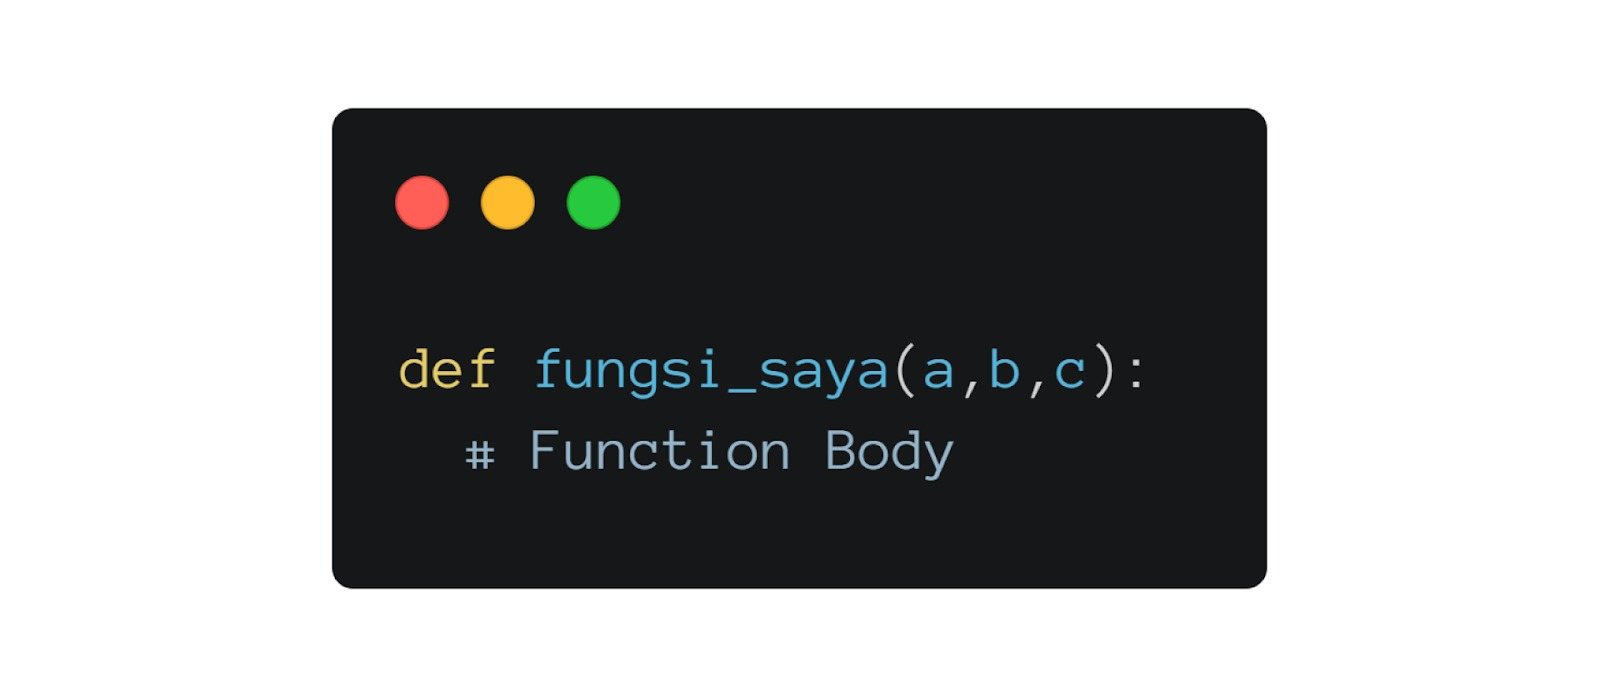 def fungsi_saya(a,b,c):
  # Function Body